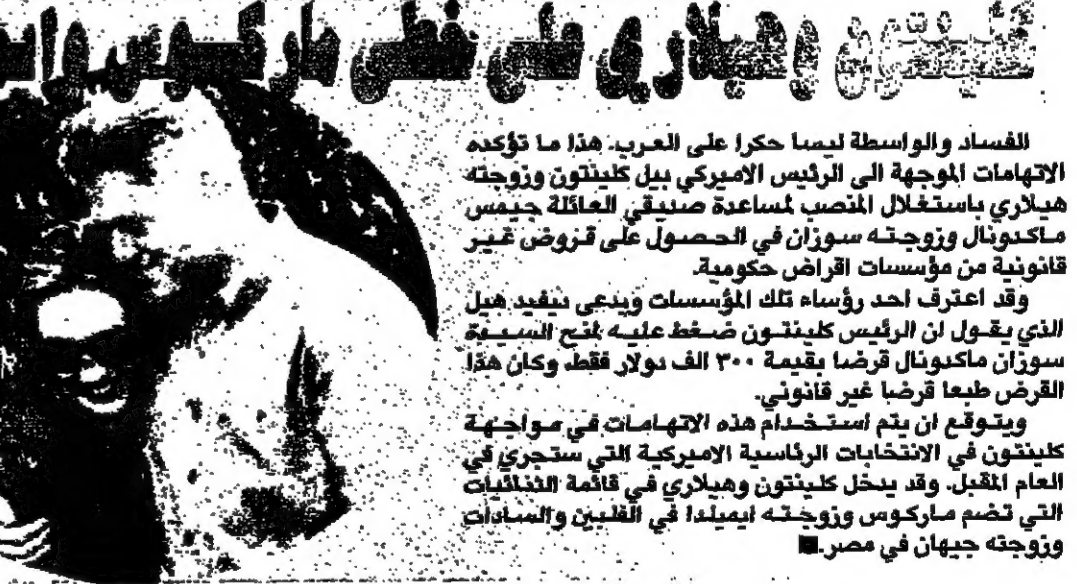 كلينتون وهيلاري على خطى ماركوس
الفساد والواسطة ليسا حكرا على العرب. هذا ما تؤكده
الاتهامات الموجهة الى الرئيس الاميركي بيل كلينتون وزوجته
هيلاري باستغلال المنصب لمساعدة صديقي العائلة جيمس
ماكدونال وزوجته سوزان في الحصول على قروض غير
قانونية من مؤسسات اقراض حكومية.
وقد اعترف احد رؤساء تلك المؤسسات ويدعى ديفيد هيل
الذي يقول ان الرئيس كلينتون ضغط عليه لمنح السيدة
سوزان ماكدونال قرضا بقيمة ٣٠٠ الف دولار فقط. وكان هذا
القرض طبعا قرضا غير قانوني.
ويتوقع ان يتم استخدام هذه الاتهامات في مواجهة
كلينتون في الانتخابات الرئاسية الاميركية التي ستجري في
العام المقبل. وقد يدخل كلينتون وهيلاري في قائمة الثنائيات
التي تضم ماركوس وزوجته ايميلدا في الفلبين والسادات
وزوجته جيهان في مصر.